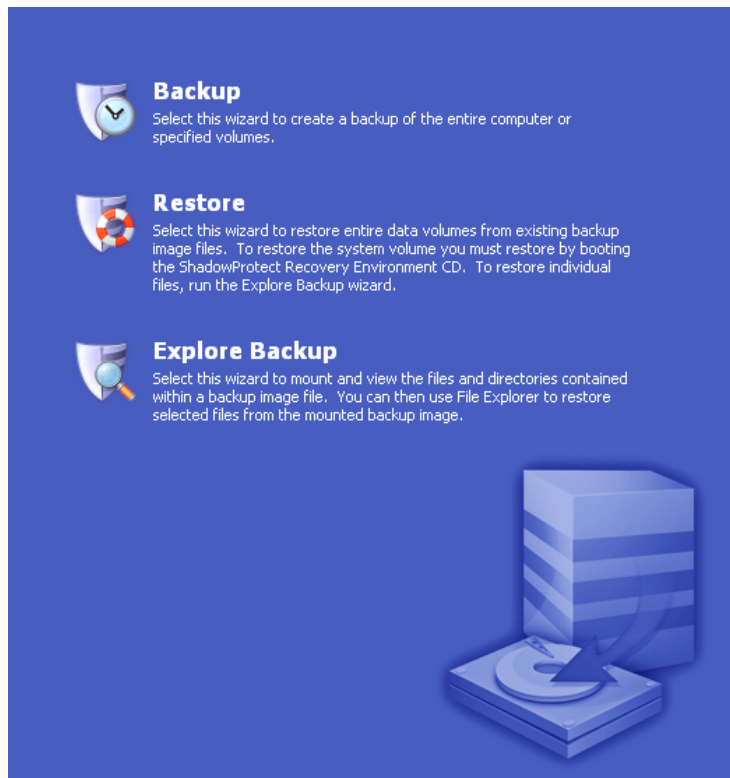 Backup
Select this wizard to create a backup of the entire computer or
specified volumes.
Restore
Select this wizard to restore entire data volumes from existing backup
image files.  To restore the system volume you must restore by booting
the ShadowProtect Recovery Environment CD.  To restore individual
files, run the Explore Backup wizard.
Explore Backup
Select this wizard to mount and view the files and directories contained
within a backup image file.  You can then use File Explorer to restore
selected files from the mounted backup image.